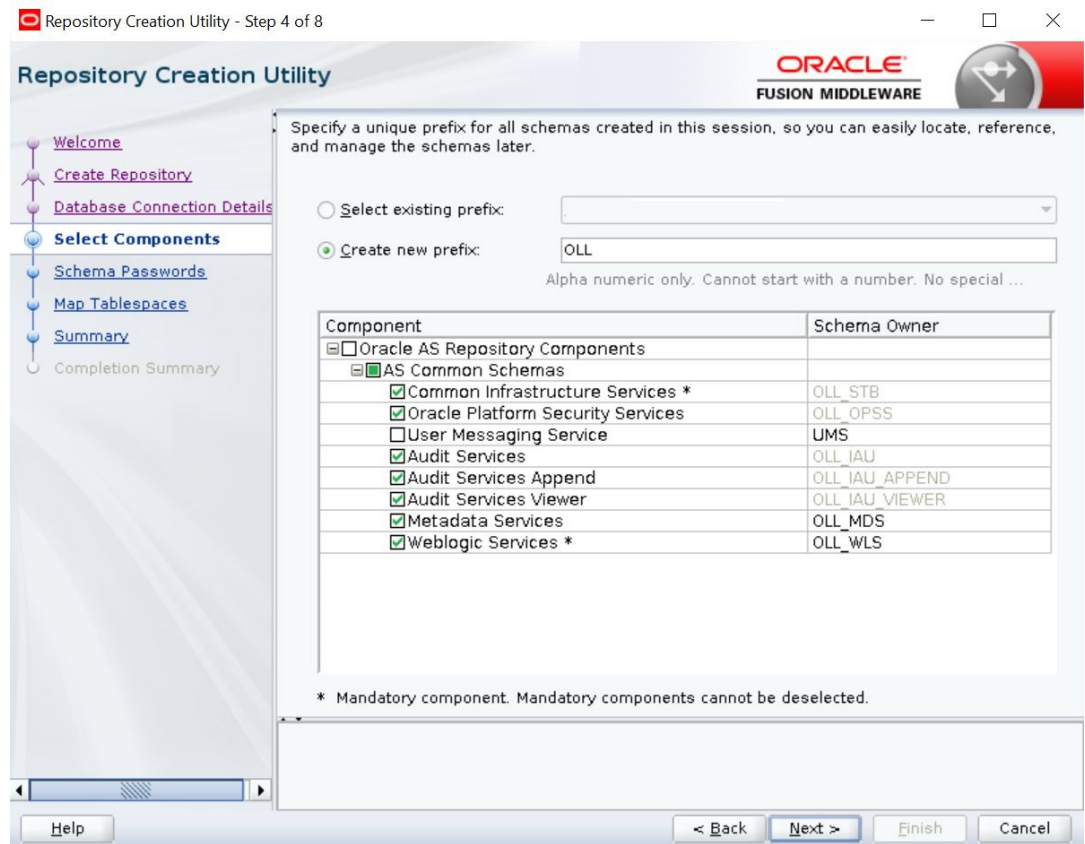 Repository Creation Utility - Step 4 of 8
Repository Creation Utility
ORACLE
FUSION MIDDLEWARE
Welcome
Create Repository
Database Connection Details
Select Components
Schema Passwords
Map Tablespaces
Summary
Completion Summary
Specify a unique prefix for all schemas created in this session, so you can easily locate, reference,
and manage the schemas later.
Select existing prefix:
Create new prefix: OLL
Alpha numeric only. Cannot start with a number. No special ...
Component Schema Owner
Oracle AS Repository Components
AS Common Schemas
Common Infrastructure Services * OLL_STB
Oracle Platform Security Services OLL_OPSS
User Messaging Service UMS
Audit Services OLL_IAU
Audit Services Append OLL_IAU_APPEND
Audit Services Viewer OLL_IAU_VIEWER
Metadata Services OLL_MDS
Weblogic Services * OLL_WLS
* Mandatory component. Mandatory components cannot be deselected.
Help < Back Next > Finish Cancel